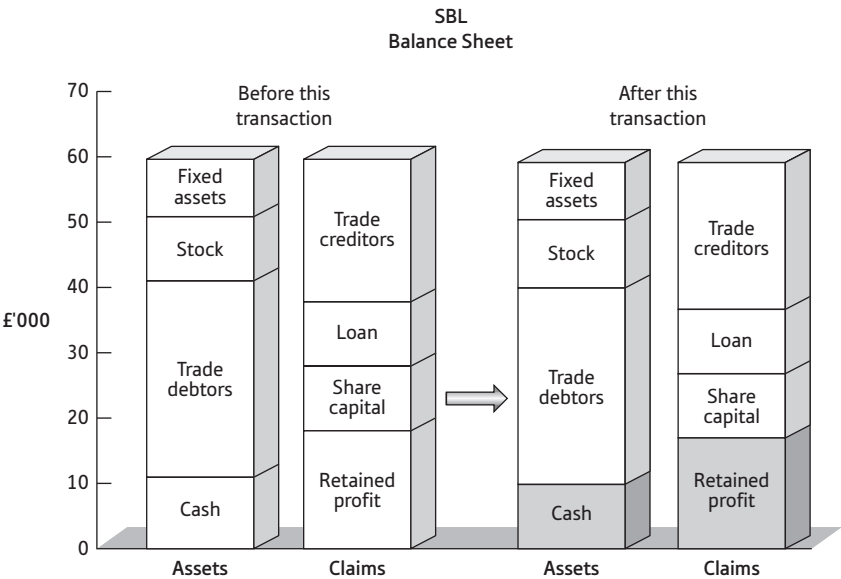 SBL
Balance Sheet
Before this
transaction
After this
transaction
£'000
70
60
50
40
30
20
10
0
Fixed
assets
Stock
Trade
debtors
Cash
Assets
Trade
creditors
Loan
Share
capital
Retained
profit
Claims
Fixed
assets
Stock
Trade
debtors
Cash
Assets
Trade
creditors
Loan
Share
capital
Retained
profit
Claims